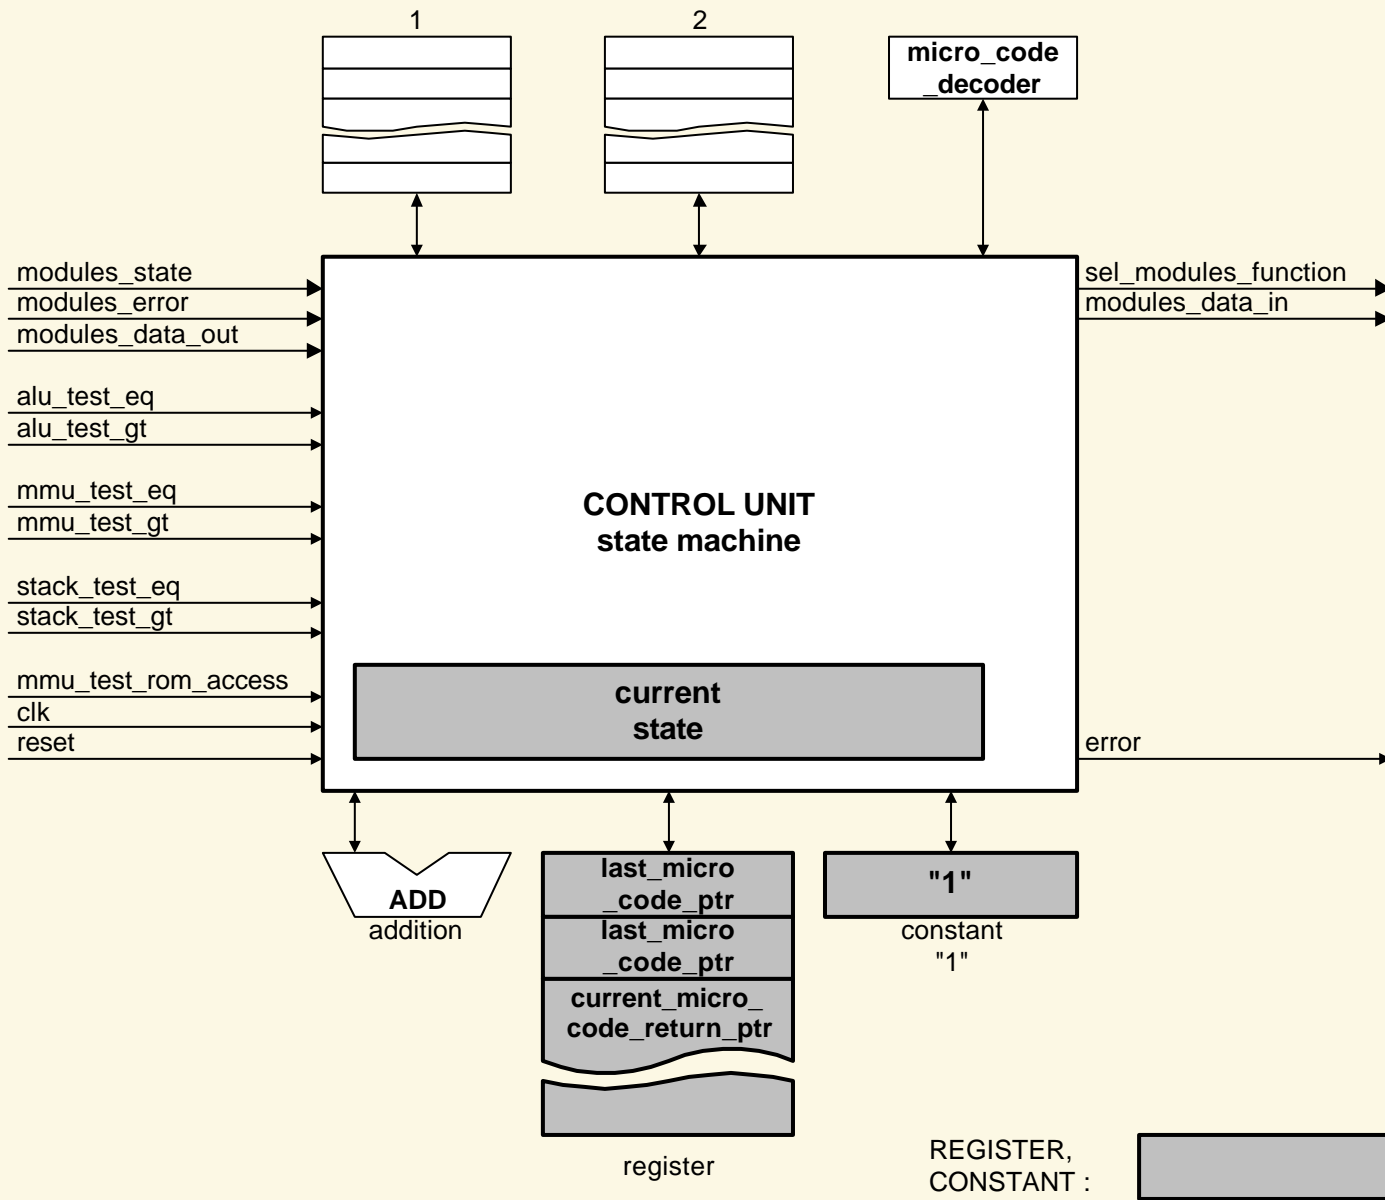 1
2
micro_code
_decoder
modules_state
modules_error
modules_data_out
alu_test_eq
alu_test_gt
mmu_test_eq
mmu_test_gt
stack_test_eq
stack_test_gt
mmu_test_rom_access
clk
reset
sel_modules_function
modules_data_in
error
CONTROL UNIT
state machine
current
state
ADD
addition
last_micro
_code_ptr
last_micro
_code_ptr
current_micro_
code_return_ptr
register
"1"
constant
"1"
REGISTER,
CONSTANT :